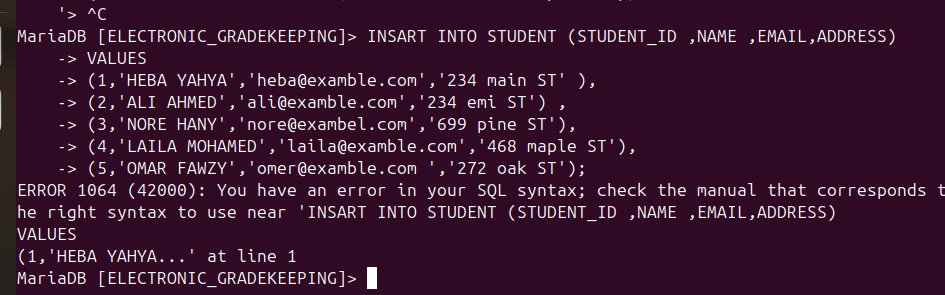 '> ^C
MariaDB [ELECTRONIC_GRADEKEEPING]> INSART INTO STUDENT (STUDENT_ID ,NAME ,EMAIL,ADDRESS)
-> VALUES
-> (1,'HEBA YAHYA','heba@examble.com','234 main ST' ),
-> (2,'ALI AHMED','ali@examble.com','234 emi ST') ,
-> (3,'NORE HANY','nore@exambel.com','699 pine ST'),
-> (4,'LAILA MOHAMED','laila@examble.com','468 maple ST'),
-> (5,'OMAR FAWZY','omer@example.com ','272 oak ST');
ERROR 1064 (42000): You have an error in your SQL syntax; check the manual that corresponds t
he right syntax to use near 'INSART INTO STUDENT (STUDENT_ID ,NAME ,EMAIL,ADDRESS)
VALUES
(1,'HEBA YAHYA...' at line 1
MariaDB [ELECTRONIC_GRADEKEEPING]>